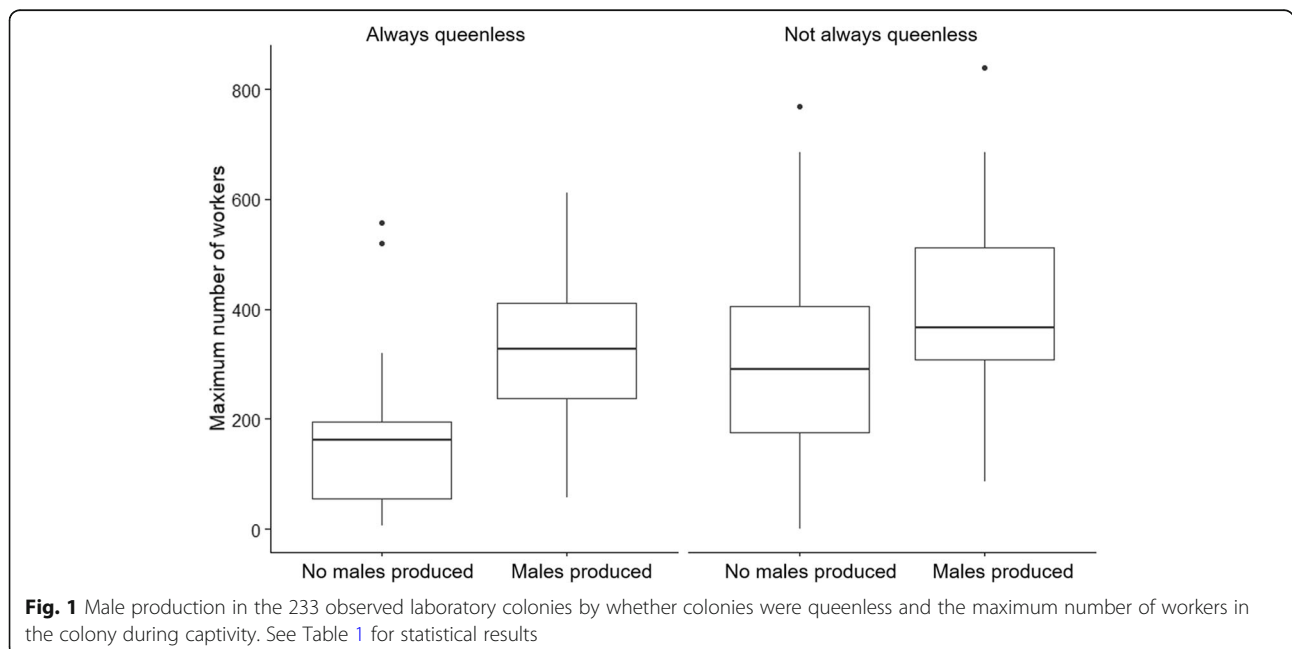 Always queenless
Not always queenless
Maximum number of workers
800
600
400
200
0
No males produced
Males produced
No males produced
Males produced
Fig. 1 Male production in the 233 observed laboratory colonies by whether colonies were queenless and the maximum number of workers in
the colony during captivity. See Table 1 for statistical results